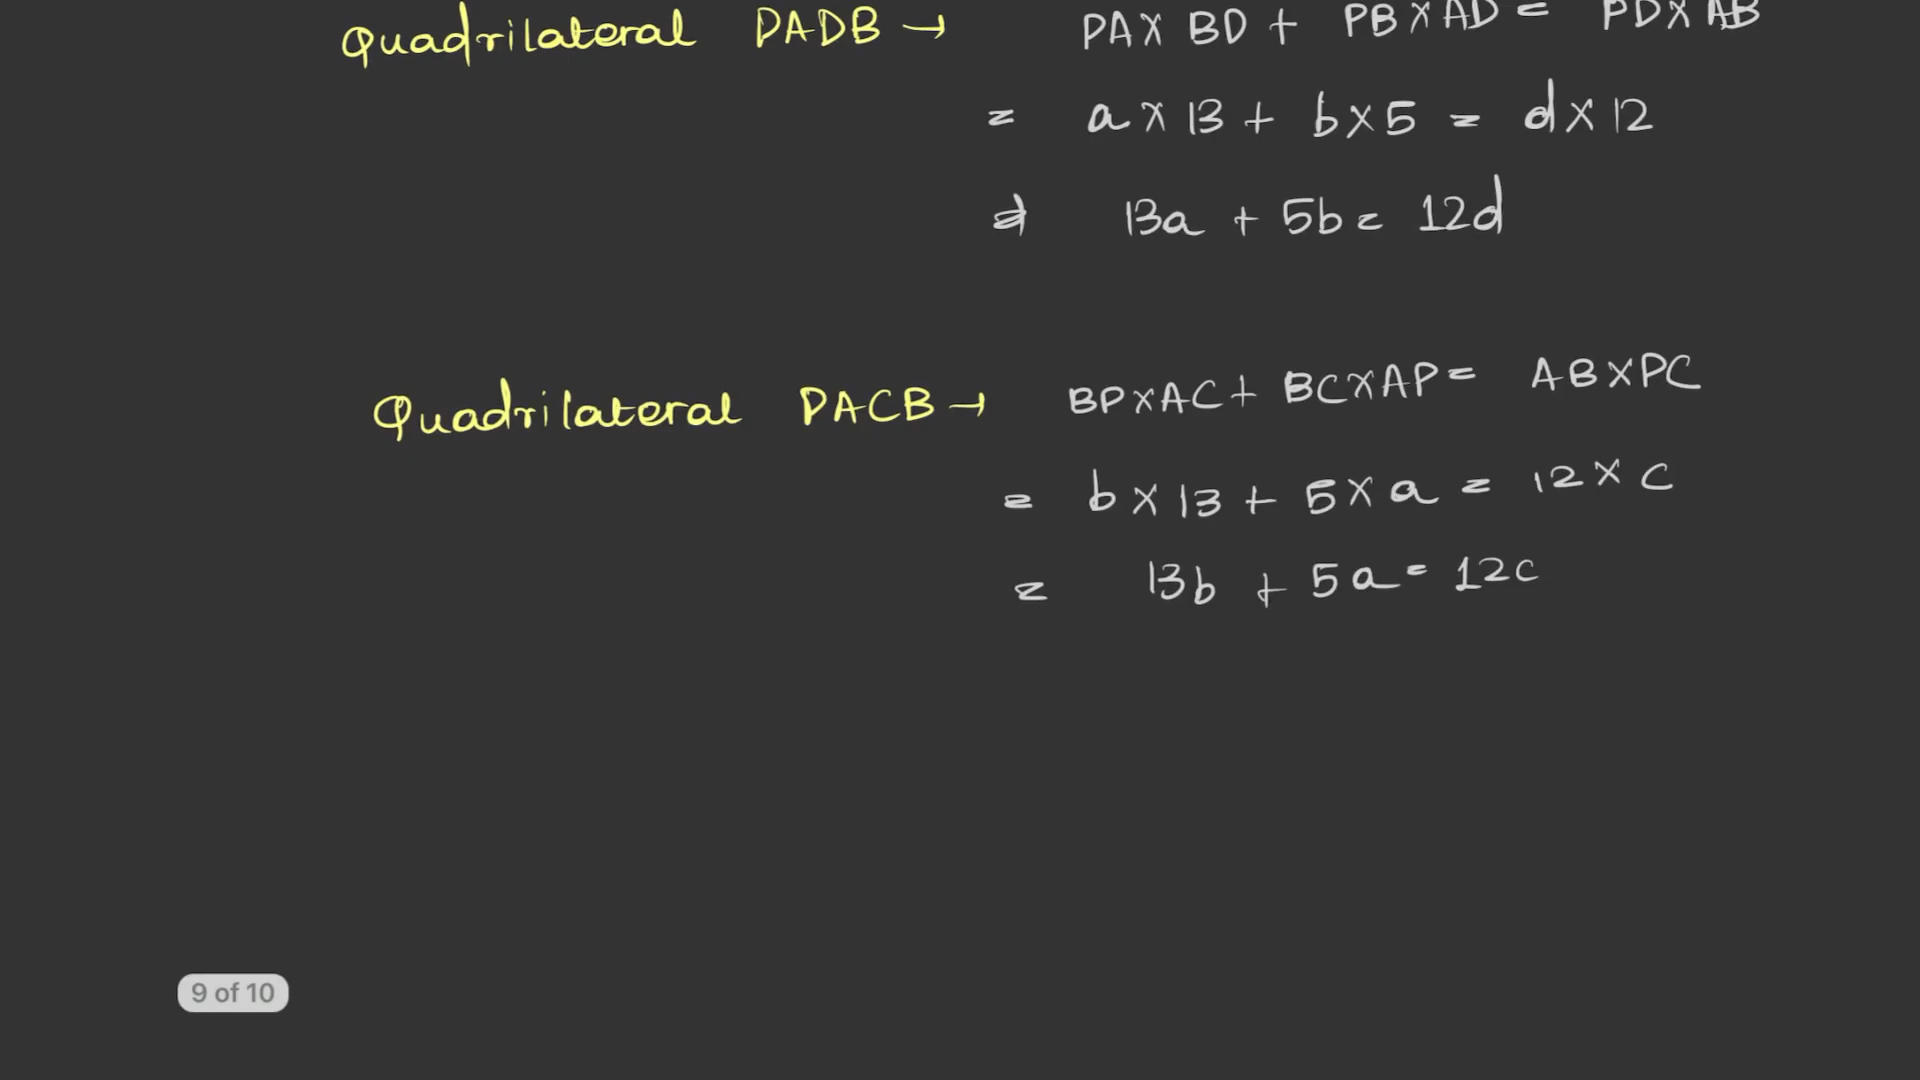 Quadrilateral PADB → PA × BD + PB × AD = PD × AB
= a × 13 + b × 5 = d × 12
⇒ 13a + 5b = 12d
Quadrilateral PACB → BP × AC + BC × AP = AB × PC
= b × 13 + 5 × a = 12 × c
= 13b + 5a = 12c
9 of 10